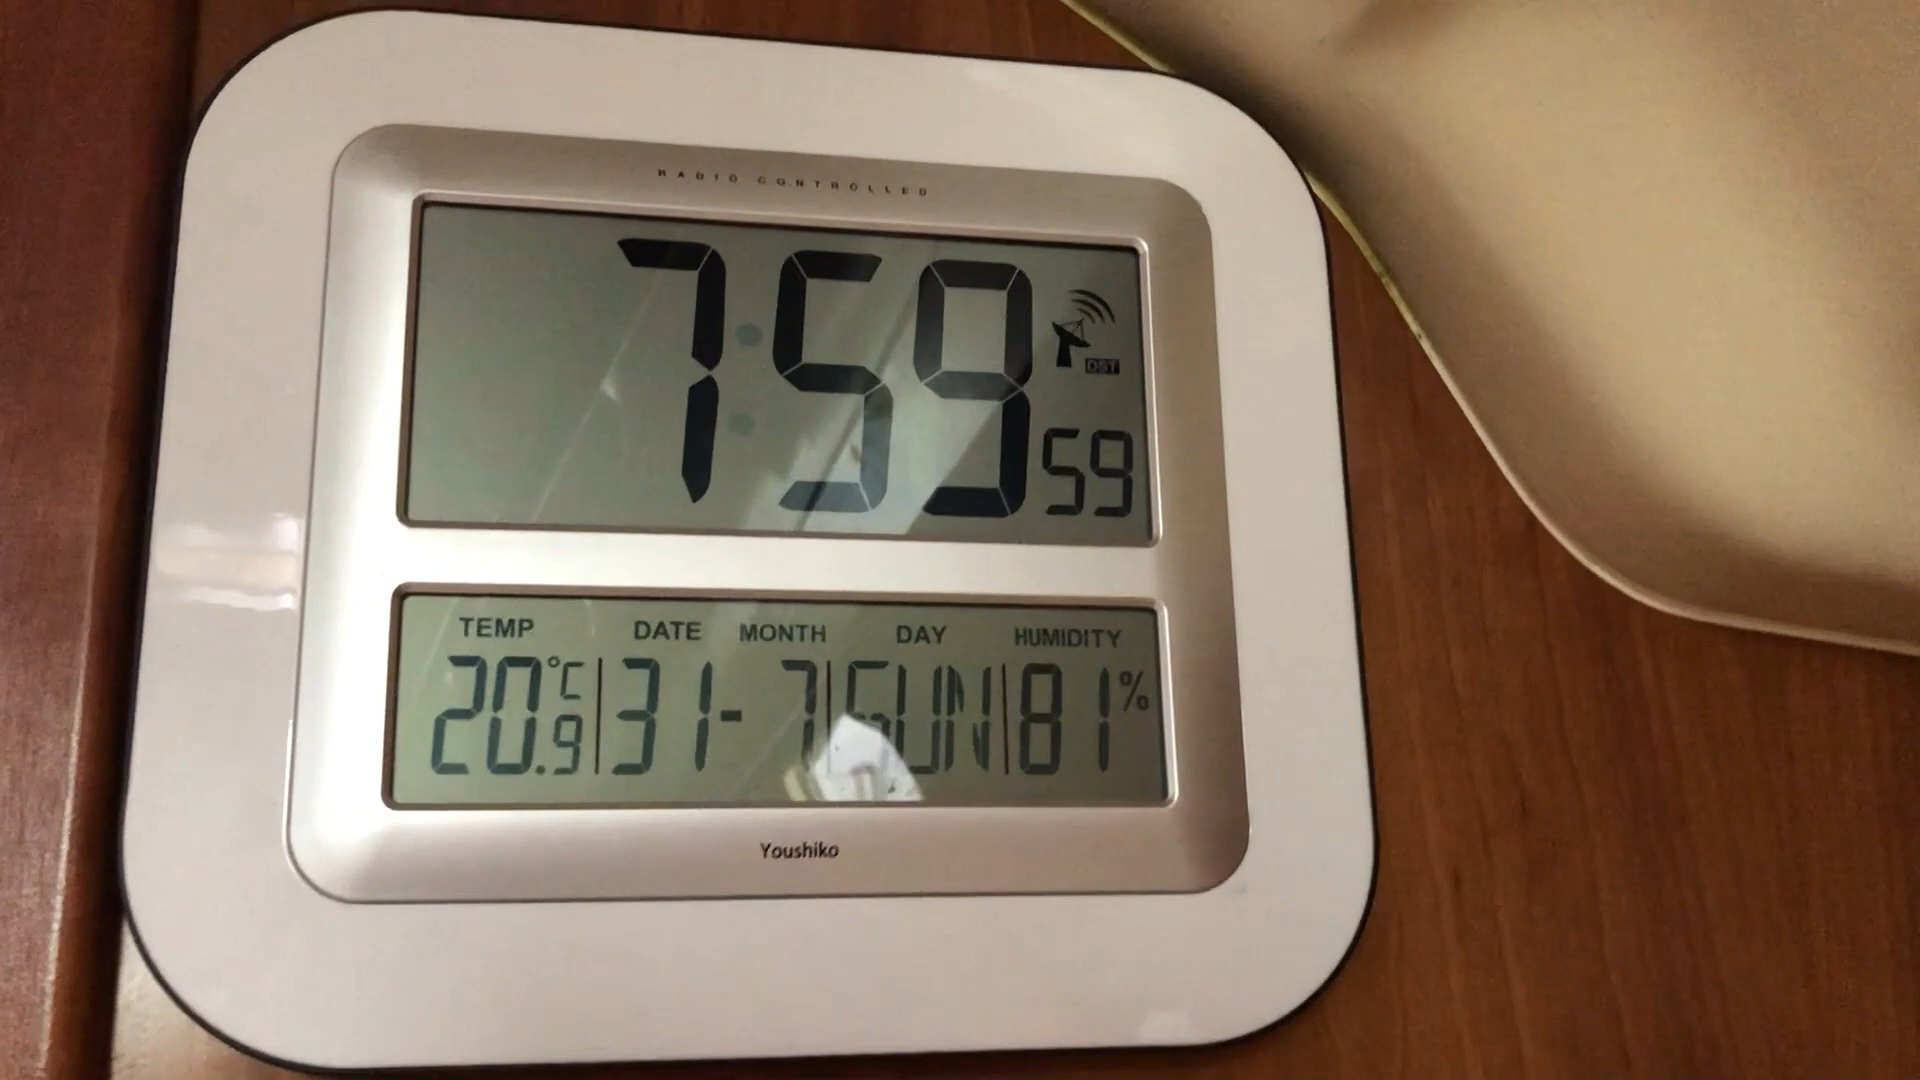 RADIO CONTROLLED
7:59 59
DST
TEMP DATE MONTH DAY HUMIDITY
20.9°C 31-7 SUN 81%
Youshiko